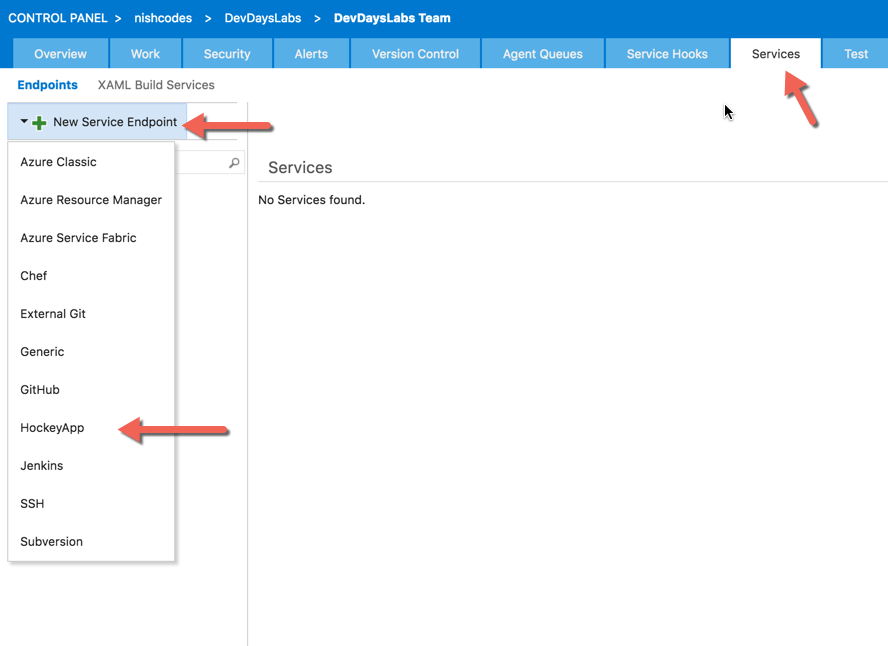 CONTROL PANEL > nishcodes > DevDaysLabs > DevDaysLabs Team
Overview Work Security Alerts Version Control Agent Queues Service Hooks Services Test
Endpoints XAML Build Services
New Service Endpoint
Azure Classic
Services
Azure Resource Manager
No Services found.
Azure Service Fabric
Chef
External Git
Generic
GitHub
HockeyApp
Jenkins
SSH
Subversion